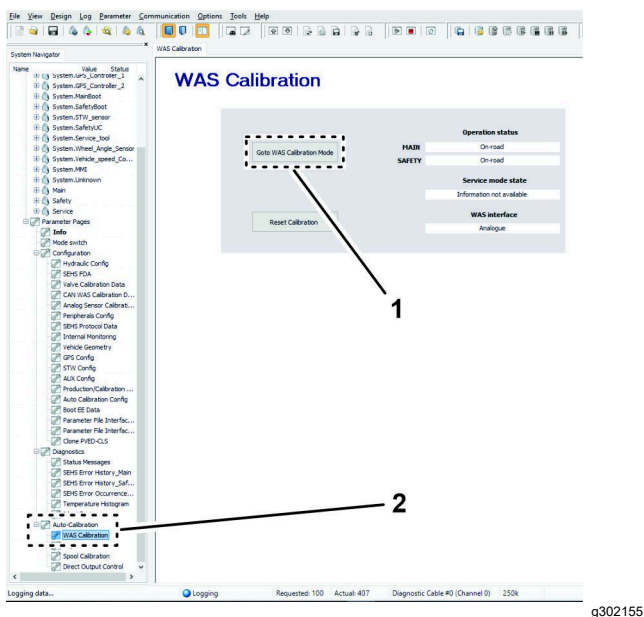 File View Design Log Parameter Communication Options Tools Help
System Navigator
WAS Calibration
Name Value Status
System.GPS_Controller_1
System.GPS_Controller_2
System.MainBoot
System.SafetyBoot
System.STW_sensor
System.SafetyUC
System.Service_tool
System.Wheel_Angle_Sensor
System.Vehicle_speed_Co...
System.MMI
System.Unknown
Main
Safety
Service
Parameter Pages
Info
Mode switch
Configuration
Hydraulic Config
SEHS FDA
Valve Calibration Data
CAN WAS Calibration D...
Analog Sensor Calibrati...
Peripherals Config
SEHS Protocol Data
Internal Monitoring
Vehicle Geometry
GPS Config
STW Config
AUX Config
Production/Calibration ...
Auto Calibration Config
Boot EE Data
Parameter File Interfac...
Parameter File Interfac...
Clone PVED-CLS
Diagnostics
Status Messages
SEHS Error History_Main
SEHS Error History_Saf...
SEHS Error Occurrence...
Temperature Histogram
Auto-Calibration
WAS Calibration
Spool Calibration
Direct Output Control
WAS Calibration
Goto WAS Calibration Mode
Reset Calibration
Operation status
MAIN On-road
SAFETY On-road
Service mode state
Information not available
WAS interface
Analogue
1
2
Logging data... Logging Requested: 100 Actual: 407 Diagnostic Cable #0 (Channel 0) 250k
g302155